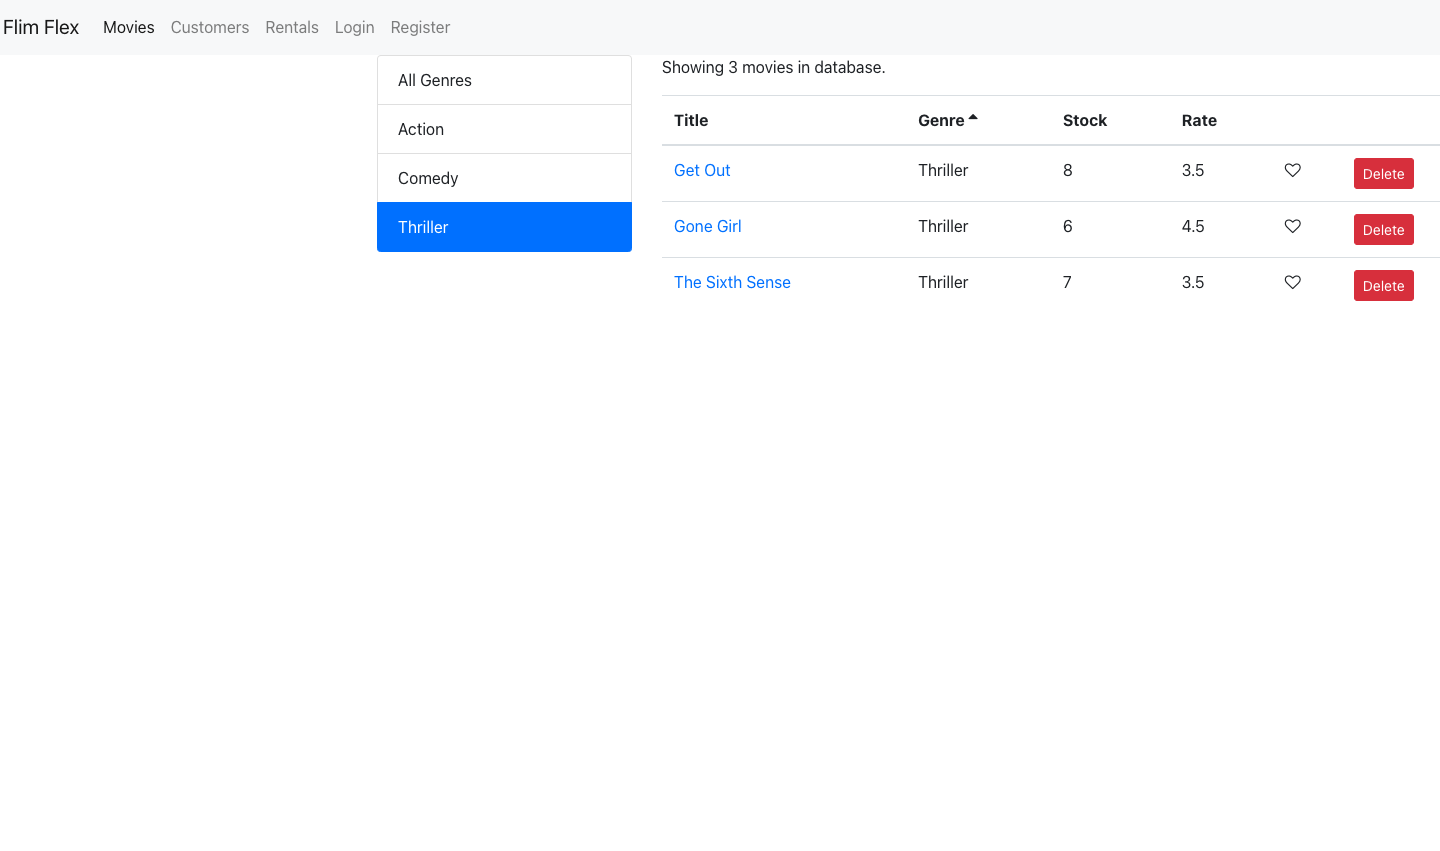 Flim Flex Movies Customers Rentals Login Register
All Genres
Action
Comedy
Thriller
Showing 3 movies in database.
Title Genre Stock Rate
Get Out Thriller 8 3.5 Delete
Gone Girl Thriller 6 4.5 Delete
The Sixth Sense Thriller 7 3.5 Delete